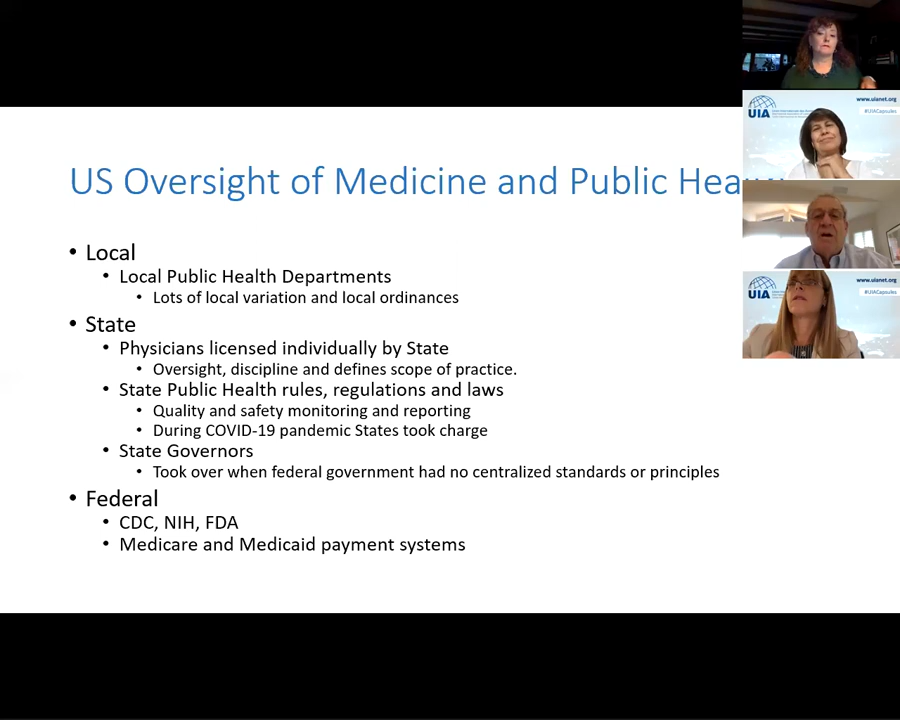 US Oversight of Medicine and Public Hea
• Local
• Local Public Health Departments
• Lots of local variation and local ordinances
• State
• Physicians licensed individually by State
• Oversight, discipline and defines scope of practice.
• State Public Health rules, regulations and laws
• Quality and safety monitoring and reporting
• During COVID-19 pandemic States took charge
• State Governors
• Took over when federal government had no centralized standards or principles
• Federal
• CDC, NIH, FDA
• Medicare and Medicaid payment systems
UIA
www.uianet.org
#UIACapsules
UIA
www.uianet.org
#UIACapsules